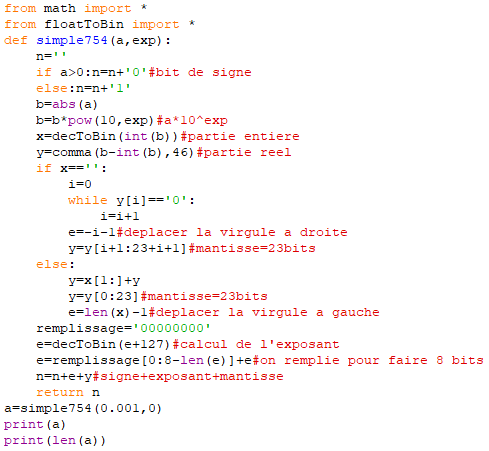 from math import *
from floatToBin import *
def simple754(a,exp):
    n=''
    if a>0:n=n+'0'#bit de signe
    else:n=n+'1'
    b=abs(a)
    b=b*pow(10,exp)#a*10^exp
    x=decToBin(int(b))#partie entiere
    y=comma(b-int(b),46)#partie reel
    if x=='':
        i=0
        while y[i]=='0':
            i=i+1
        e=-i-1#deplacer la virgule a droite
        y=y[i+1:23+i+1]#mantisse=23bits
    else:
        y=x[1:]+y
        y=y[0:23]#mantisse=23bits
        e=len(x)-1#deplacer la virgule a gauche
    remplissage='00000000'
    e=decToBin(e+127)#calcul de l'exposant
    e=remplissage[0:8-len(e)]+e#on remplie pour faire 8 bits
    n=n+e+y#signe+exposant+mantisse
    return n
a=simple754(0.001,0)
print(a)
print(len(a))